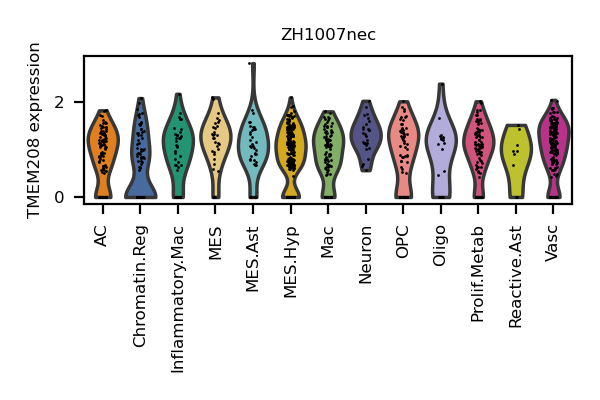 ZH1007nec
TMEM208 expression
2
0
AC
Chromatin.Reg
Inflammatory.Mac
MES
MES.Ast
MES.Hyp
Mac
Neuron
OPC
Oligo
Prolif.Metab
Reactive.Ast
Vasc